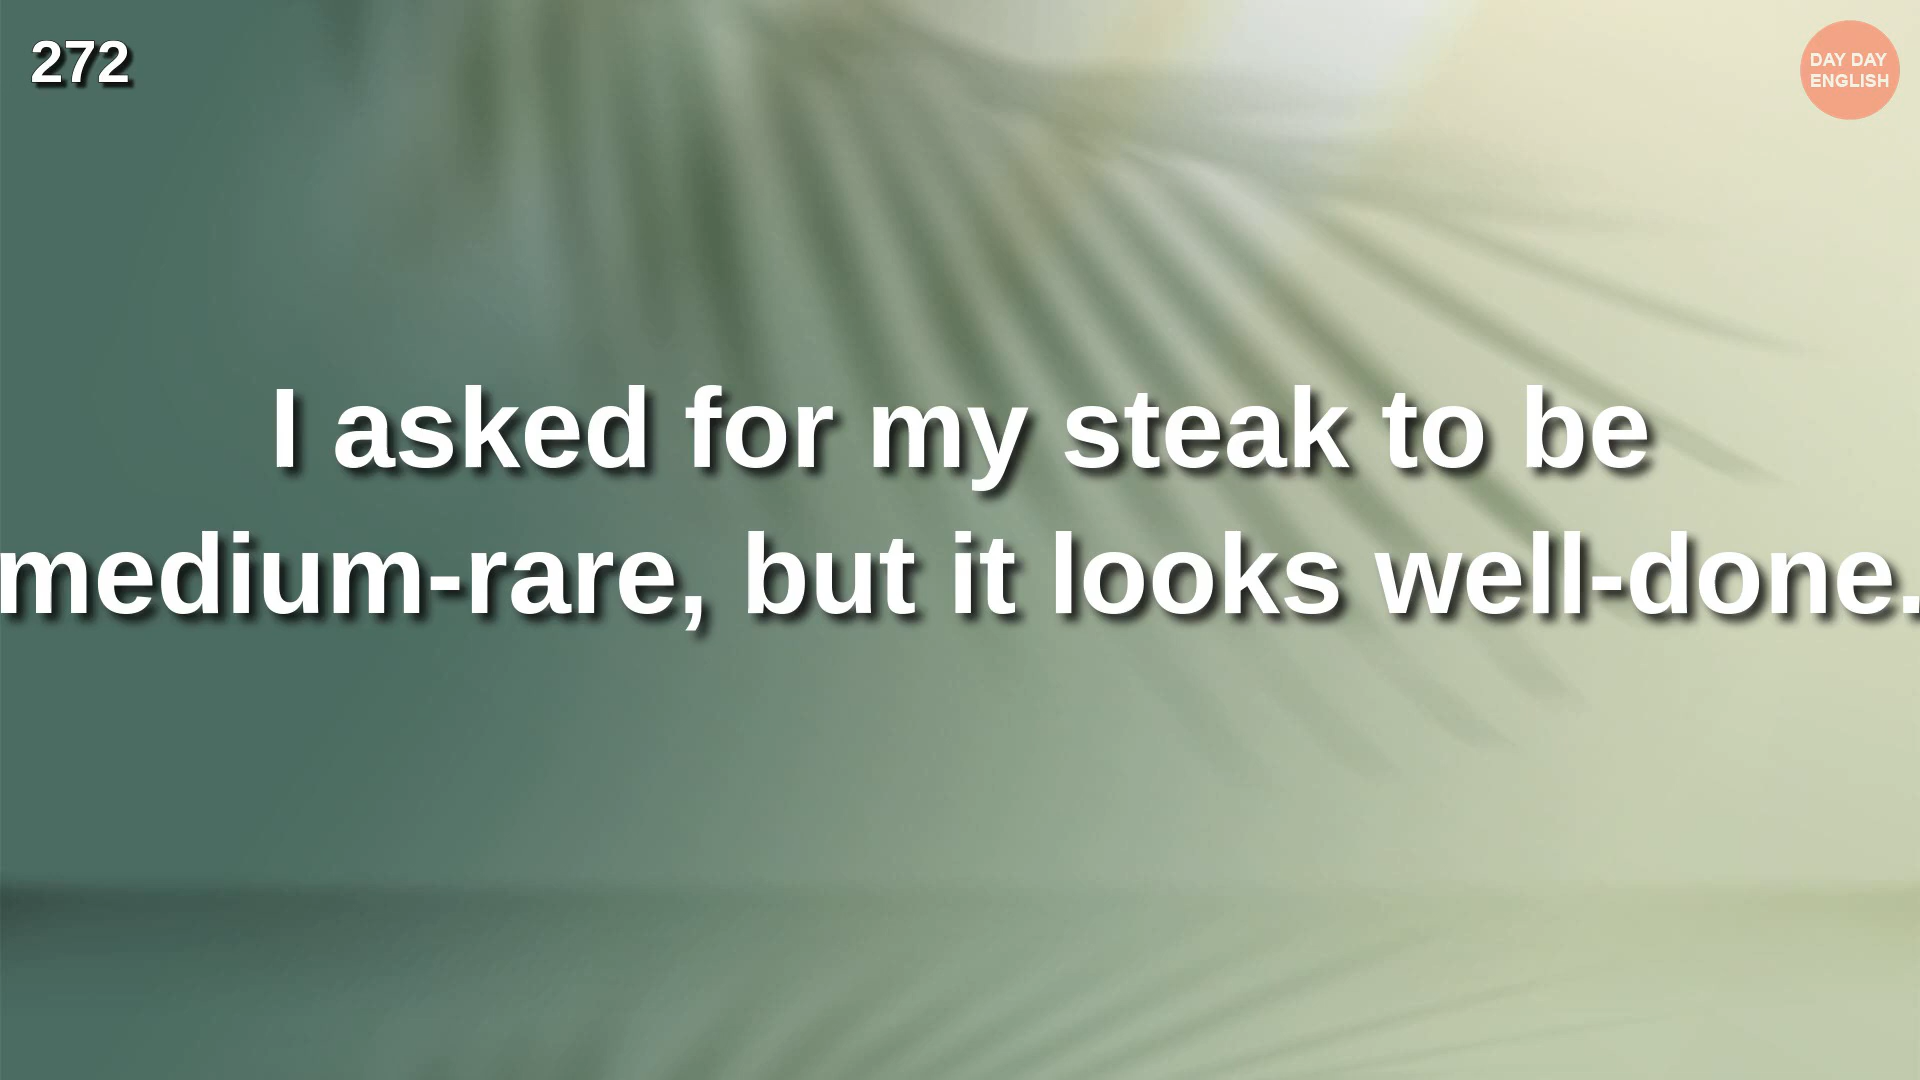 272
DAY DAY
ENGLISH
I asked for my steak to be
medium-rare, but it looks well-done.